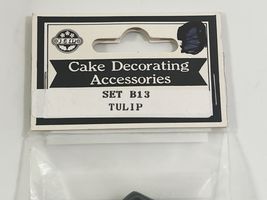 Cake Decorating
Accessories
SET B13
TULIP